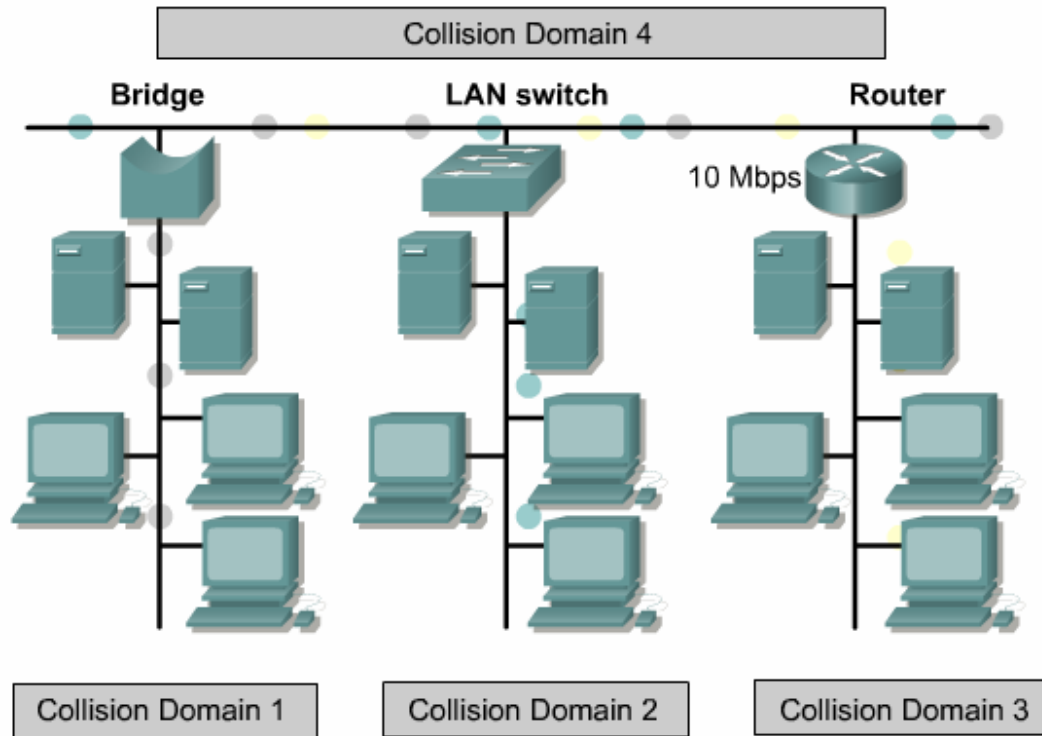 Collision Domain 4
Bridge
LAN switch
Router
10 Mbps
Collision Domain 1
Collision Domain 2
Collision Domain 3